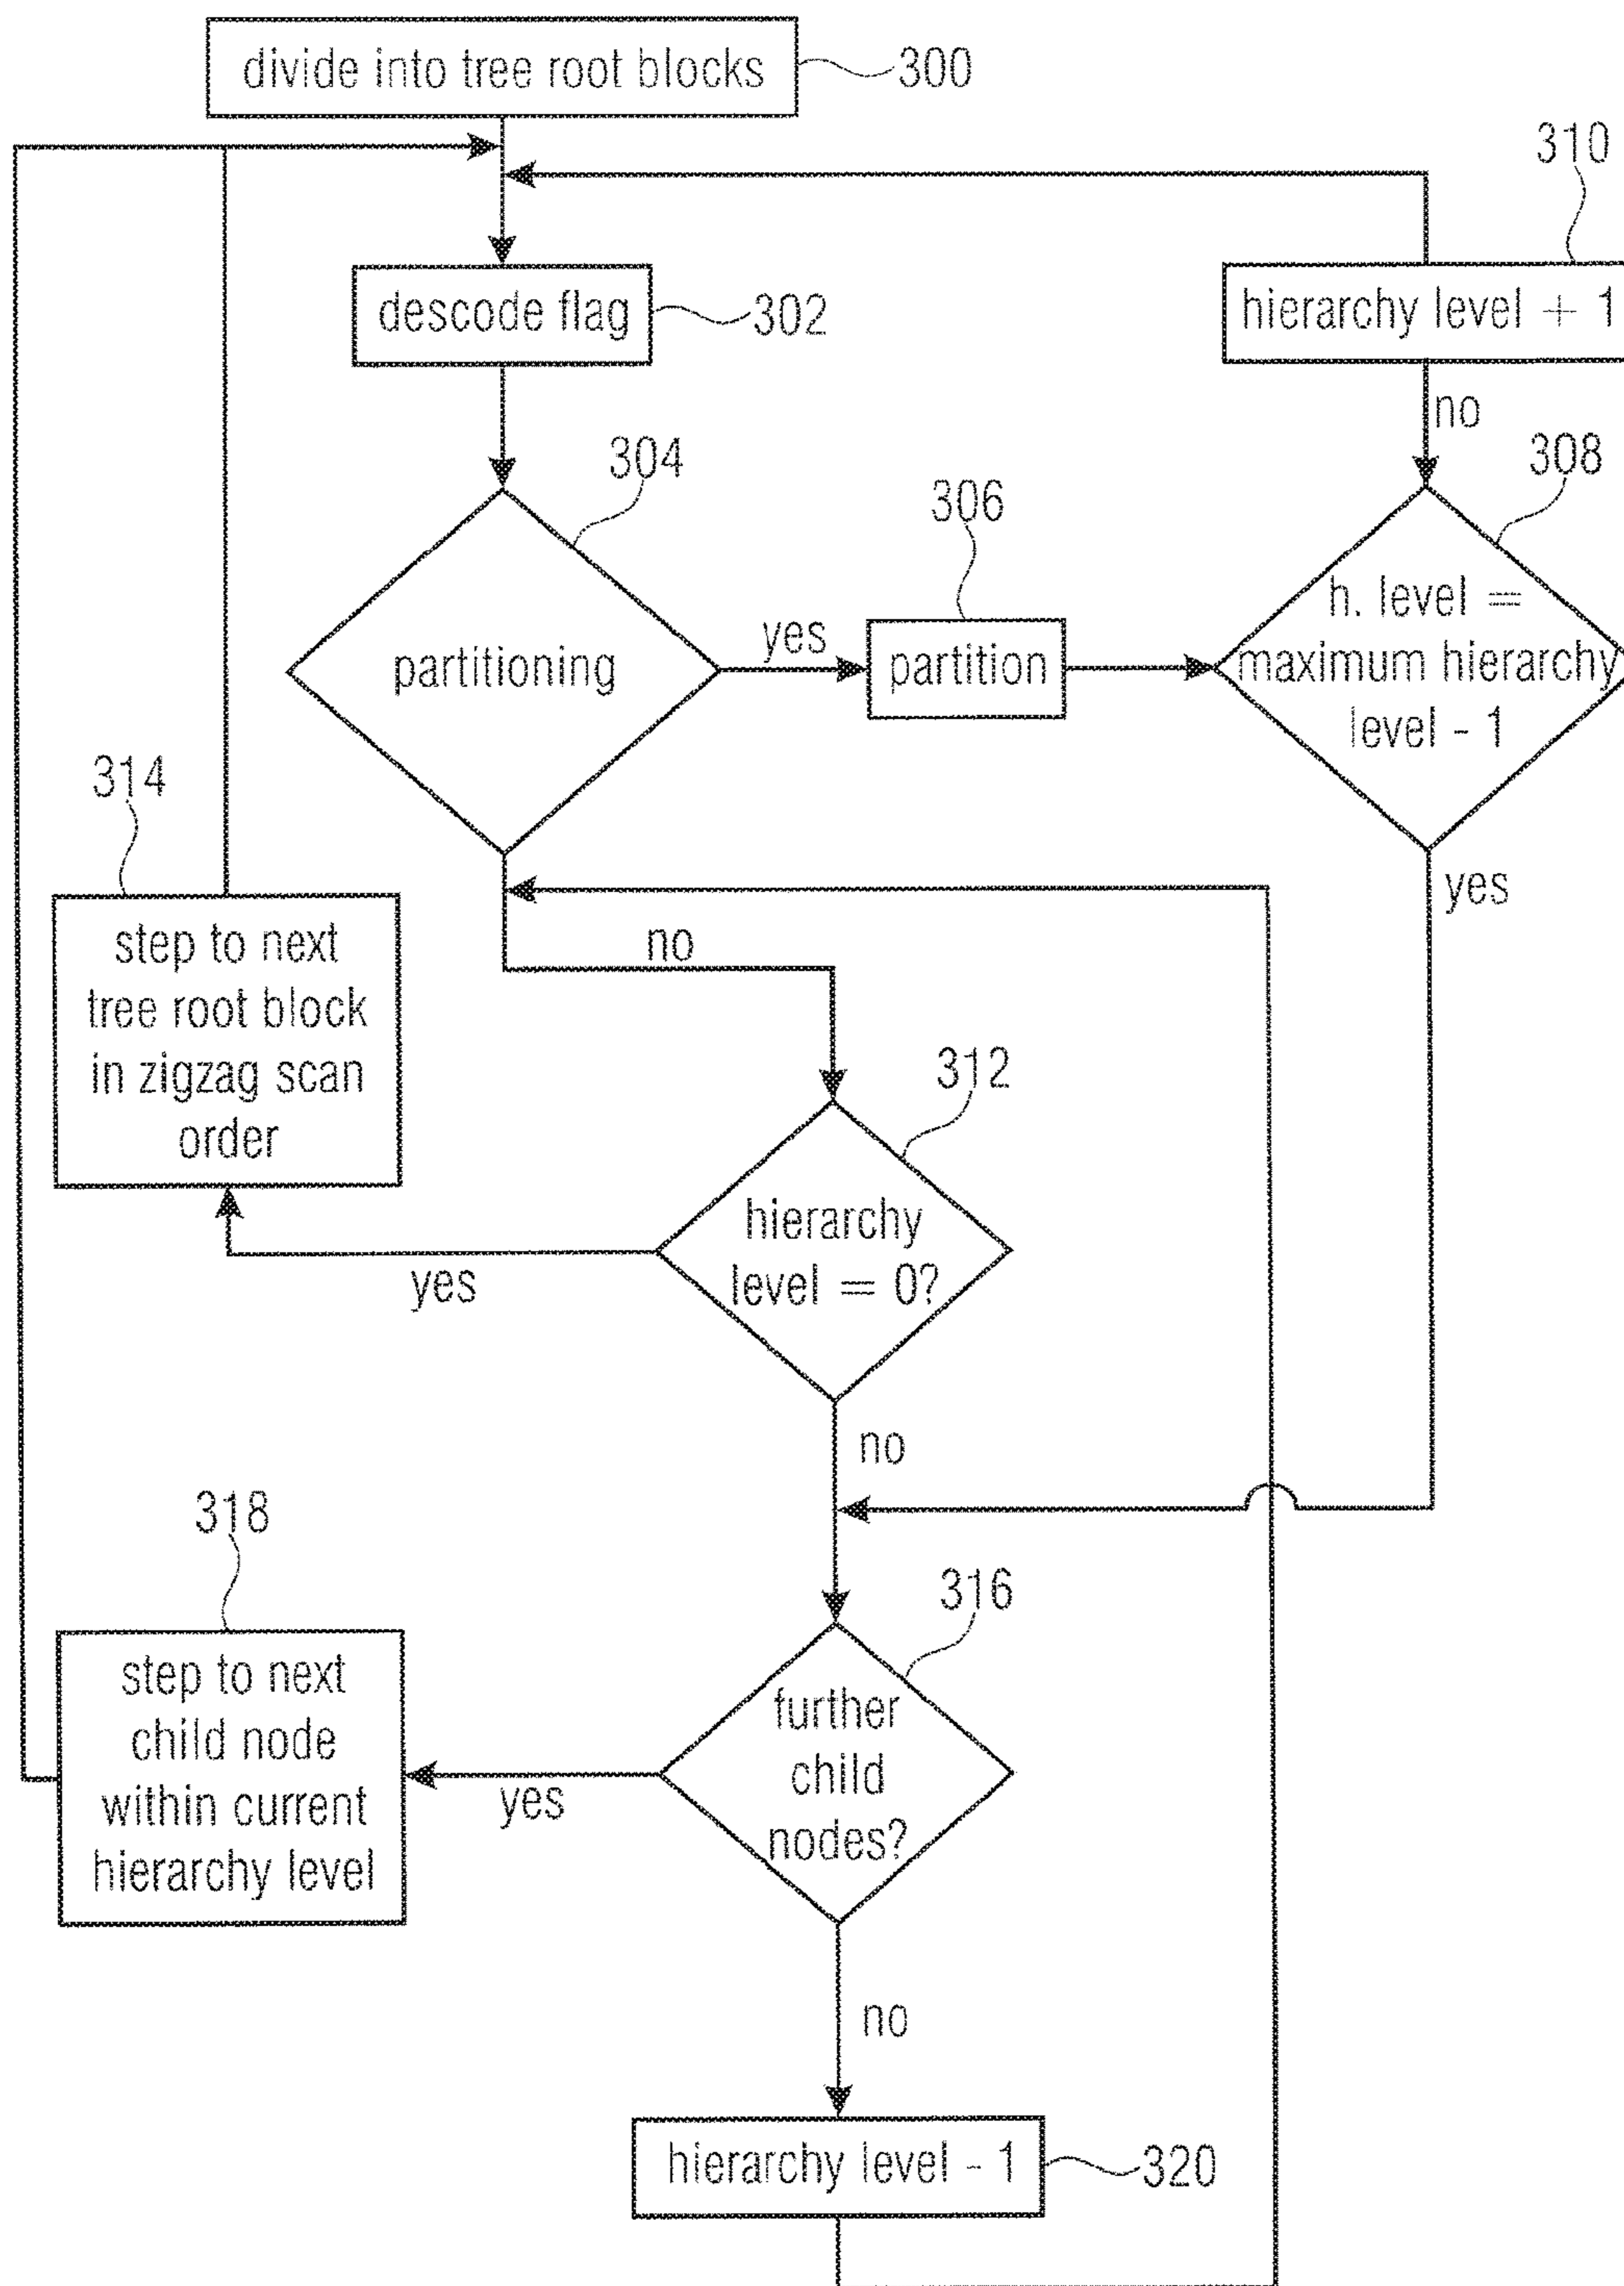 divide into tree root blocks
300
310
descode flag
302
hierarchy level + 1
no
304
308
306
partitioning
yes
partition
h. level =
maximum hierarchy
level - 1
314
yes
no
step to next
tree root block
in zigzag scan
order
312
hierarchy
level = 0?
yes
no
318
316
step to next
child node
within current
hierarchy level
yes
further
child
nodes?
no
hierarchy level - 1
320